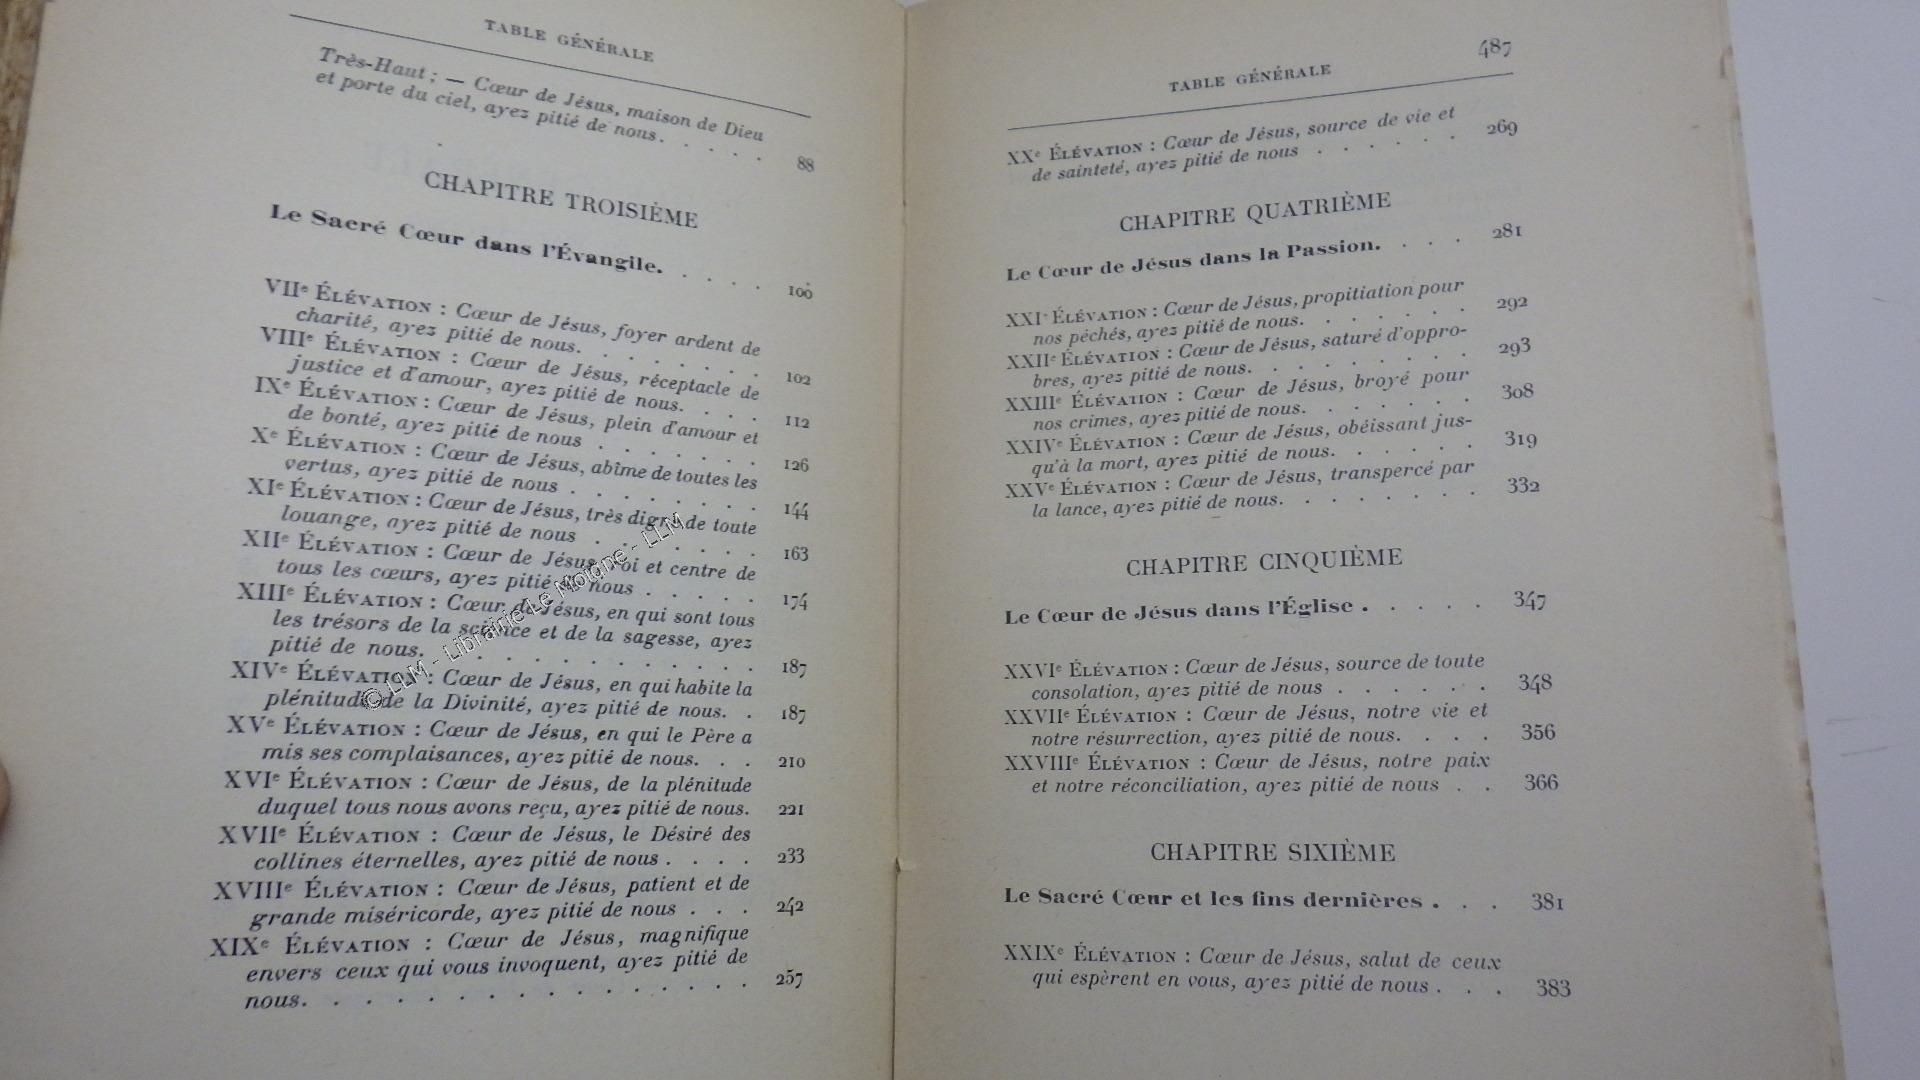 TABLE GÉNÉRALE
Très-Haut ; — Cœur de Jésus, maison de Dieu
et porte du ciel, ayez pitié de nous. . . . . . 88
CHAPITRE TROISIÈME
Le Sacré Cœur dans l'Évangile. . . . . 100
VIIe ÉLÉVATION : Cœur de Jésus, foyer ardent de
charité, ayez pitié de nous. . . . . . . . 102
VIIIe ÉLÉVATION : Cœur de Jésus, réceptacle de
justice et d'amour, ayez pitié de nous. . . . 112
IXe ÉLÉVATION : Cœur de Jésus, plein d'amour et
de bonté, ayez pitié de nous . . . . . . . 126
Xe ÉLÉVATION : Cœur de Jésus, abîme de toutes les
vertus, ayez pitié de nous . . . . . . . . 144
XIe ÉLÉVATION : Cœur de Jésus, très digne de toute
louange, ayez pitié de nous . . . . . . . 163
XIIe ÉLÉVATION : Cœur de Jésus, roi et centre de
tous les cœurs, ayez pitié de nous . . . . . 174
XIIIe ÉLÉVATION : Cœur de Jésus, en qui sont tous
les trésors de la science et de la sagesse, ayez
pitié de nous. . . . . . . . . . . . . 187
XIVe ÉLÉVATION : Cœur de Jésus, en qui habite la
plénitude de la Divinité, ayez pitié de nous. . 187
XVe ÉLÉVATION : Cœur de Jésus, en qui le Père a
mis ses complaisances, ayez pitié de nous. . . 210
XVIe ÉLÉVATION : Cœur de Jésus, de la plénitude
duquel tous nous avons reçu, ayez pitié de nous. 221
XVIIe ÉLÉVATION : Cœur de Jésus, le Désiré des
collines éternelles, ayez pitié de nous . . . . 233
XVIIIe ÉLÉVATION : Cœur de Jésus, patient et de
grande miséricorde, ayez pitié de nous . . . 242
XIXe ÉLÉVATION : Cœur de Jésus, magnifique
envers ceux qui vous invoquent, ayez pitié de
nous. . . . . . . . . . . . . . . 257
© LLM - Librairie Le Moigne - LLM
TABLE GÉNÉRALE 487
XXe ÉLÉVATION : Cœur de Jésus, source de vie et
de sainteté, ayez pitié de nous . . . . . . 269
CHAPITRE QUATRIÈME
Le Cœur de Jésus dans la Passion. . . . 281
XXIe ÉLÉVATION : Cœur de Jésus, propitiation pour
nos péchés, ayez pitié de nous. . . . . . . 292
XXIIe ÉLÉVATION : Cœur de Jésus, saturé d'oppro-
bres, ayez pitié de nous. . . . . . . . . 293
XXIIIe ÉLÉVATION : Cœur de Jésus, broyé pour
nos crimes, ayez pitié de nous. . . . . . . 308
XXIVe ÉLÉVATION : Cœur de Jésus, obéissant jus-
qu'à la mort, ayez pitié de nous. . . . . . 319
XXVe ÉLÉVATION : Cœur de Jésus, transpercé par
la lance, ayez pitié de nous. . . . . . . . 332
CHAPITRE CINQUIÈME
Le Cœur de Jésus dans l'Église . . . . . 347
XXVIe ÉLÉVATION : Cœur de Jésus, source de toute
consolation, ayez pitié de nous . . . . . . 348
XXVIIe ÉLÉVATION : Cœur de Jésus, notre vie et
notre résurrection, ayez pitié de nous. . . . 356
XXVIIIe ÉLÉVATION : Cœur de Jésus, notre paix
et notre réconciliation, ayez pitié de nous . . 366
CHAPITRE SIXIÈME
Le Sacré Cœur et les fins dernières . . . 381
XXIXe ÉLÉVATION : Cœur de Jésus, salut de ceux
qui espèrent en vous, ayez pitié de nous . . . 383